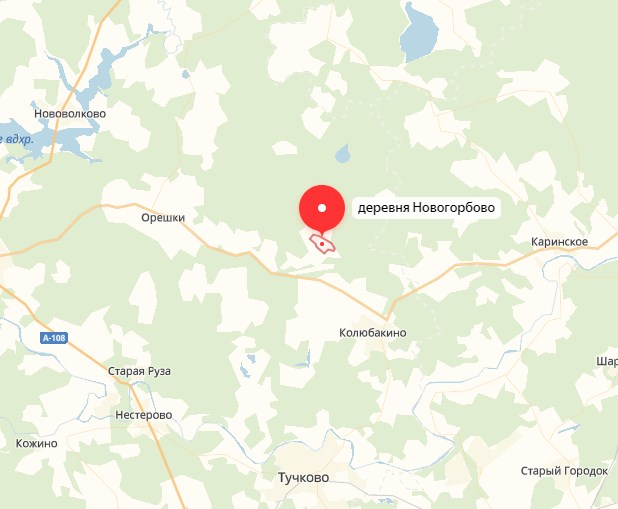 Нововолково
е вдхр.
деревня Новогорбово
Орешки
Каринское
Колюбакино
А-108
Шар
Старая Руза
Нестерово
Кожино
Тучково
Старый Городок